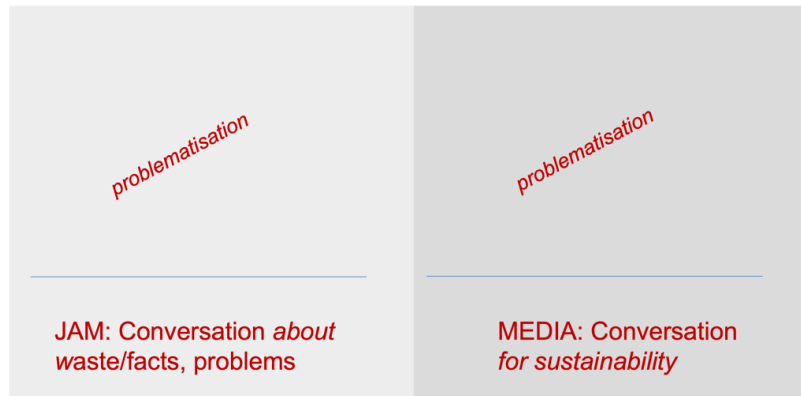 problematisation
problematisation
JAM: Conversation about
waste/facts, problems
MEDIA: Conversation
for sustainability